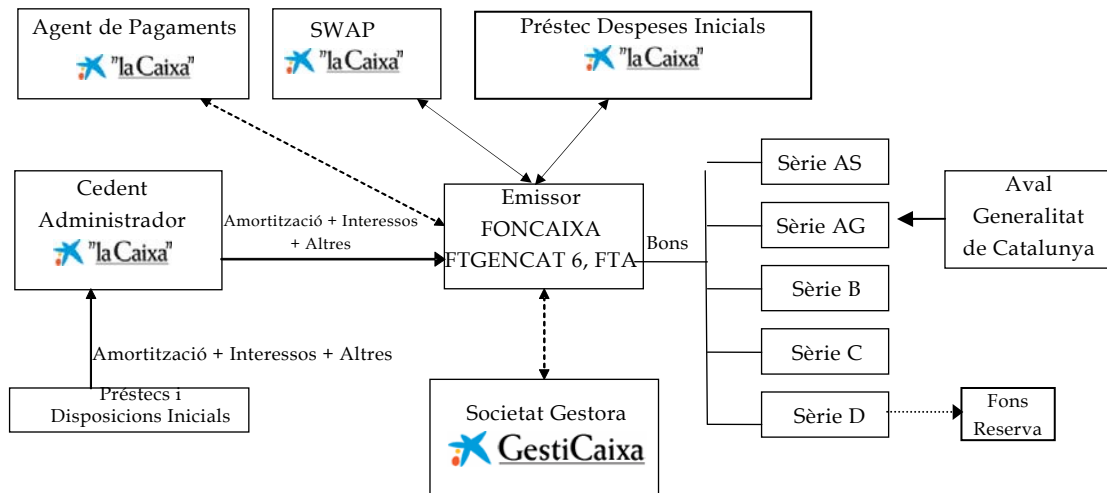 Agent de Pagaments
"la Caixa"
SWAP
"la Caixa"
Préstec Despeses Inicials
"la Caixa"
Cedent
Administrador
"la Caixa"
Amortització + Interessos
+ Altres
Emissor
FONCAIXA
FTGENCAT 6, FTA
Bons
Sèrie AS
Sèrie AG
Sèrie B
Sèrie C
Sèrie D
Aval
Generalitat
de Catalunya
Amortització + Interessos + Altres
Préstecs i
Disposicions Inicials
Societat Gestora
GestiCaixa
Fons
Reserva